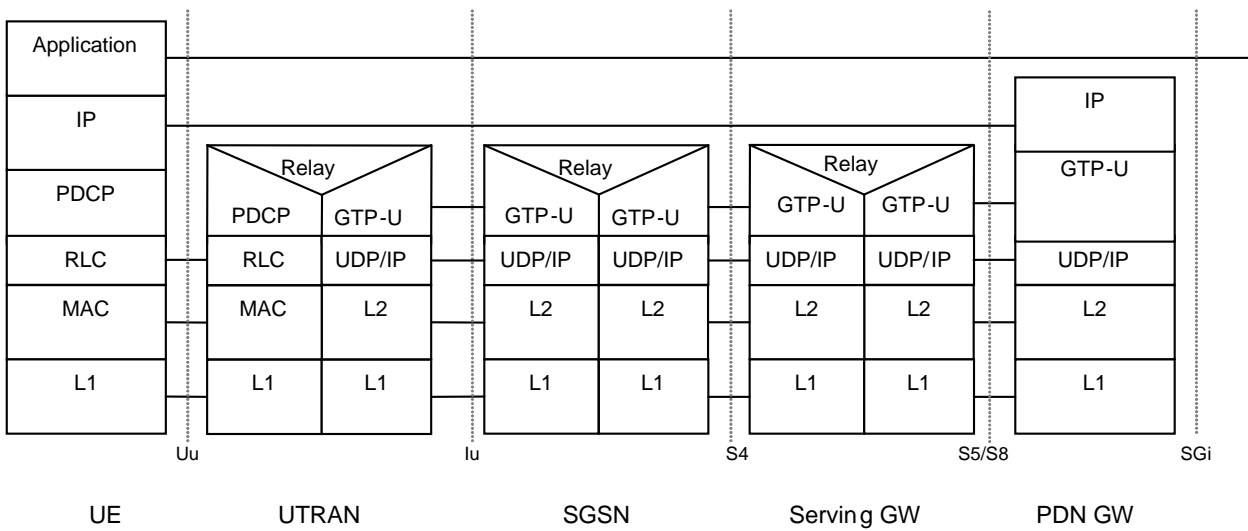 Application
IP
IP
Relay
Relay
Relay
GTP-U
PDCP
PDCP
GTP-U
GTP-U
GTP-U
GTP-U
GTP-U
RLC
RLC
UDP/IP
UDP/IP
UDP/IP
UDP/IP
UDP/IP
UDP/IP
MAC
MAC
L2
L2
L2
L2
L2
L2
L1
L1
L1
L1
L1
L1
L1
L1
Uu
Iu
S4
S5/S8
SGi
UE
UTRAN
SGSN
Serving GW
PDN GW